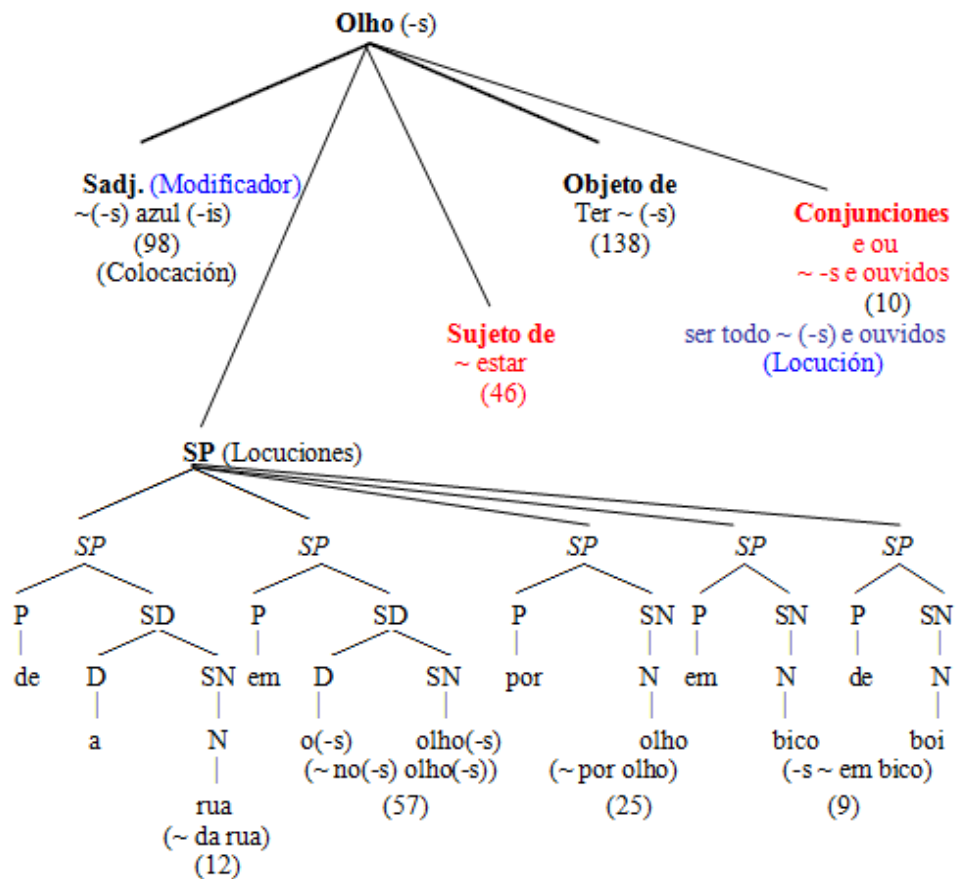 Olho (-s)
Sadj. (Modificador)
~(-s) azul (-is)
(98)
(Colocación)
Objeto de
Ter ~ (-s)
(138)
Conjunciones
e ou
~ -s e ouvidos
(10)
ser todo ~ (-s) e ouvidos
(Locución)
Sujeto de
~ estar
(46)
SP (Locuciones)
SP SP SP SP SP
P SD P SD P SN P SN P SN
de D SN em D SN por N em N de N
a N o(-s) olho(-s) olho bico boi
(~ no(-s) olho(-s)) (~ por olho) (-s ~ em bico)
rua (57) (25) (9)
(~ da rua)
(12)